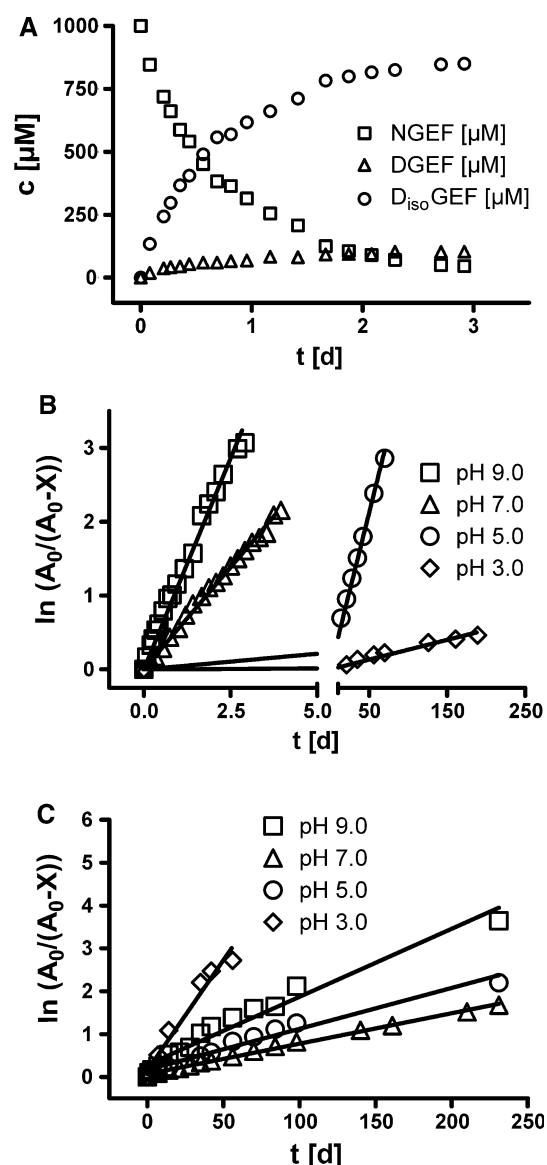 A
c [µM]
1000
750
500
250
0
NGEF [µM]
DGEF [µM]
DisoGEF [µM]
0 1 2 3
t [d]
B
ln (A0/(A0-X))
3
2
1
0
pH 9.0
pH 7.0
pH 5.0
pH 3.0
0.0 2.5 5.0 50 150 250
t [d]
C
ln (A0/(A0-X))
6
5
4
3
2
1
0
pH 9.0
pH 7.0
pH 5.0
pH 3.0
0 50 100 150 200 250
t [d]